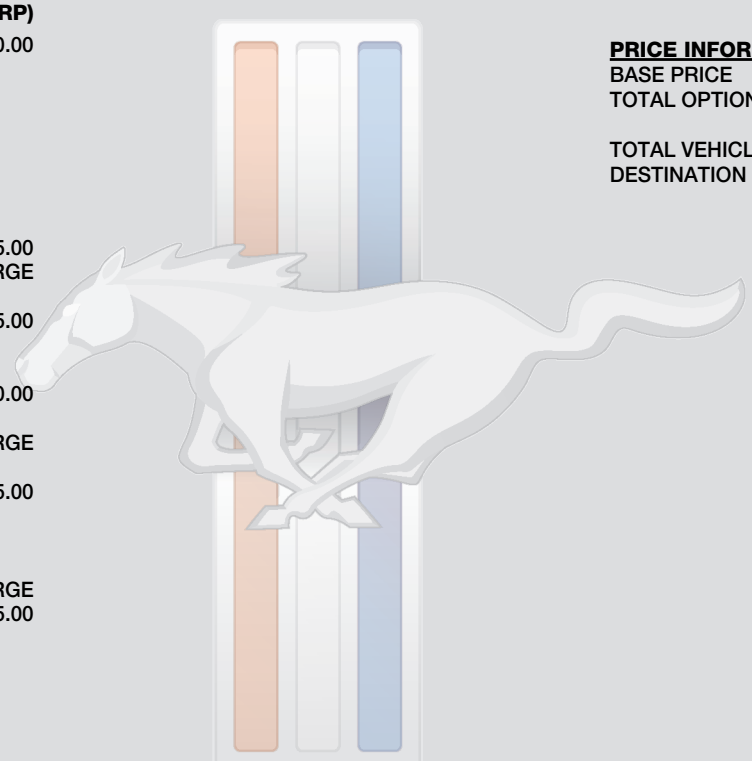 RP)
0.00
PRICE INFOR
BASE PRICE
TOTAL OPTION
TOTAL VEHICL
DESTINATION
5.00
RGE
5.00
0.00
RGE
5.00
RGE
5.00